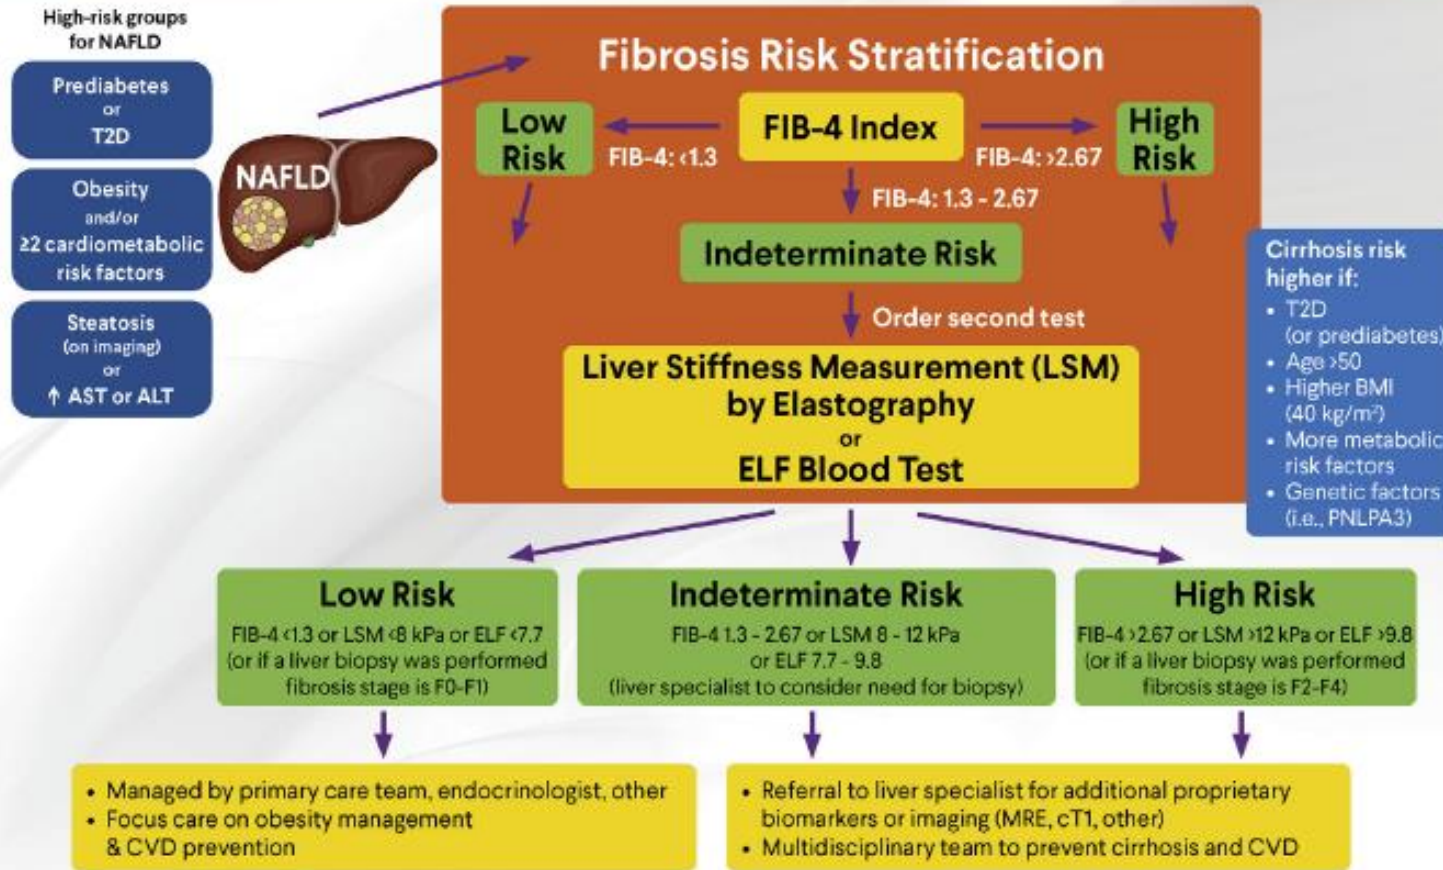 High-risk groups
for NAFLD
Prediabetes
or
T2D
Obesity
and/or
≥2 cardiometabolic
risk factors
Steatosis
(on imaging)
or
↑ AST or ALT
NAFLD
Fibrosis Risk Stratification
Low
Risk
FIB-4: <1.3
FIB-4 Index
FIB-4: >2.67
High
Risk
FIB-4: 1.3 - 2.67
Indeterminate Risk
Order second test
Liver Stiffness Measurement (LSM)
by Elastography
or
ELF Blood Test
Cirrhosis risk
higher if:
• T2D
(or prediabetes)
• Age >50
• Higher BMI
(40 kg/m²)
• More metabolic
risk factors
• Genetic factors
(i.e., PNLPA3)
Low Risk
FIB-4 <1.3 or LSM <8 kPa or ELF <7.7
(or if a liver biopsy was performed
fibrosis stage is F0-F1)
Indeterminate Risk
FIB-4 1.3 - 2.67 or LSM 8 - 12 kPa
or ELF 7.7 - 9.8
(liver specialist to consider need for biopsy)
High Risk
FIB-4 >2.67 or LSM >12 kPa or ELF >9.8
(or if a liver biopsy was performed
fibrosis stage is F2-F4)
• Managed by primary care team, endocrinologist, other
• Focus care on obesity management
& CVD prevention
• Referral to liver specialist for additional proprietary
biomarkers or imaging (MRE, cT1, other)
• Multidisciplinary team to prevent cirrhosis and CVD